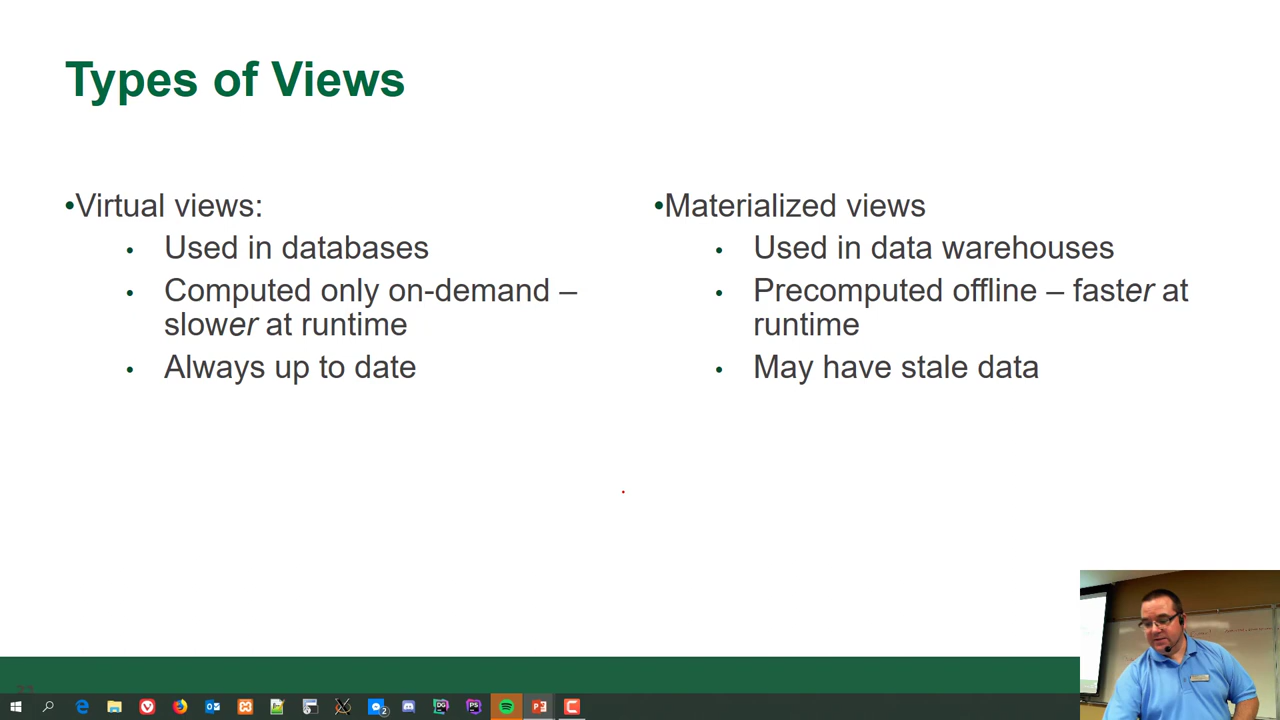 Types of Views
•Virtual views:
• Used in databases
• Computed only on-demand –
slower at runtime
• Always up to date
•Materialized views
• Used in data warehouses
• Precomputed offline – faster at
runtime
• May have stale data